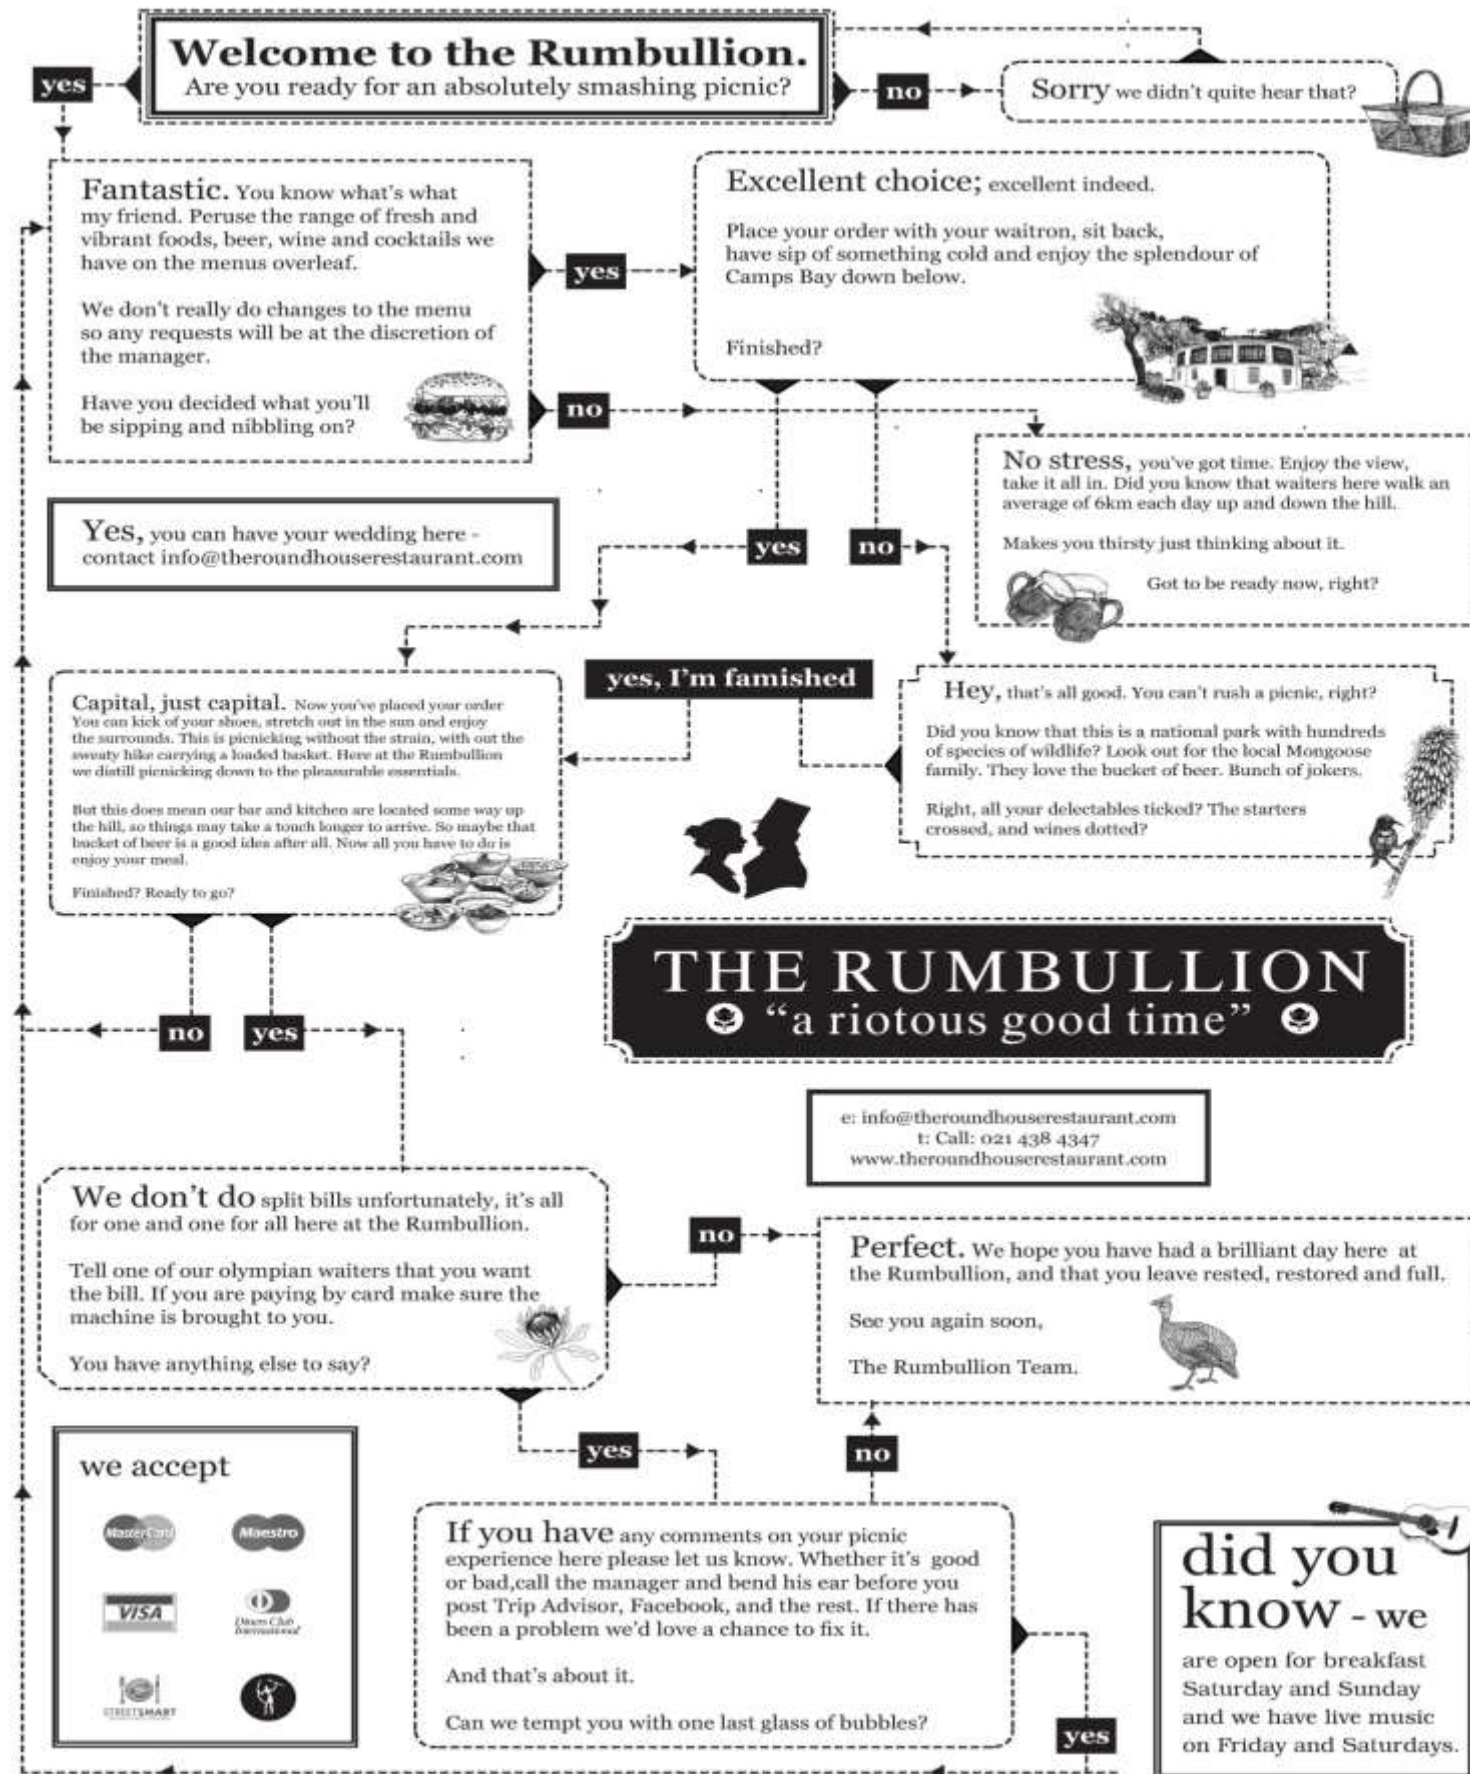 Welcome to the Rumbullion.
Are you ready for an absolutely smashing picnic?
yes
no
Sorry we didn't quite hear that?
Fantastic. You know what's what
my friend. Peruse the range of fresh and
vibrant foods, beer, wine and cocktails we
have on the menus overleaf.
We don't really do changes to the menu
so any requests will be at the discretion of
the manager.
Have you decided what you'll
be sipping and nibbling on?
yes
no
Excellent choice; excellent indeed.
Place your order with your waitron, sit back,
have sip of something cold and enjoy the splendour of
Camps Bay down below.
Finished?
yes
no
No stress, you've got time. Enjoy the view,
take it all in. Did you know that waiters here walk an
average of 6km each day up and down the hill.
Makes you thirsty just thinking about it.
Got to be ready now, right?
Yes, you can have your wedding here -
contact info@theroundhouserestaurant.com
Capital, just capital. Now you've placed your order
You can kick of your shoes, stretch out in the sun and enjoy
the surrounds. This is picnicking without the strain, with out the
sweaty hike carrying a loaded basket. Here at the Rumbullion
we distill picnicking down to the pleasurable essentials.
But this does mean our bar and kitchen are located some way up
the hill, so things may take a touch longer to arrive. So maybe that
bucket of beer is a good idea after all. Now all you have to do is
enjoy your meal.
Finished? Ready to go?
yes, I'm famished
Hey, that's all good. You can't rush a picnic, right?
Did you know that this is a national park with hundreds
of species of wildlife? Look out for the local Mongoose
family. They love the bucket of beer. Bunch of jokers.
Right, all your delectables ticked? The starters
crossed, and wines dotted?
no
yes
THE RUMBULLION
"a riotous good time"
e: info@theroundhouserestaurant.com
t: Call: 021 438 4347
www.theroundhouserestaurant.com
We don't do split bills unfortunately, it's all
for one and one for all here at the Rumbullion.
Tell one of our olympian waiters that you want
the bill. If you are paying by card make sure the
machine is brought to you.
You have anything else to say?
no
yes
Perfect. We hope you have had a brilliant day here at
the Rumbullion, and that you leave rested, restored and full.
See you again soon,
The Rumbullion Team.
no
we accept
MasterCard
Maestro
VISA
Diners Club
International
STREETSMART
If you have any comments on your picnic
experience here please let us know. Whether it's good
or bad,call the manager and bend his ear before you
post Trip Advisor, Facebook, and the rest. If there has
been a problem we'd love a chance to fix it.
And that's about it.
Can we tempt you with one last glass of bubbles?
yes
did you
know - we
are open for breakfast
Saturday and Sunday
and we have live music
on Friday and Saturdays.